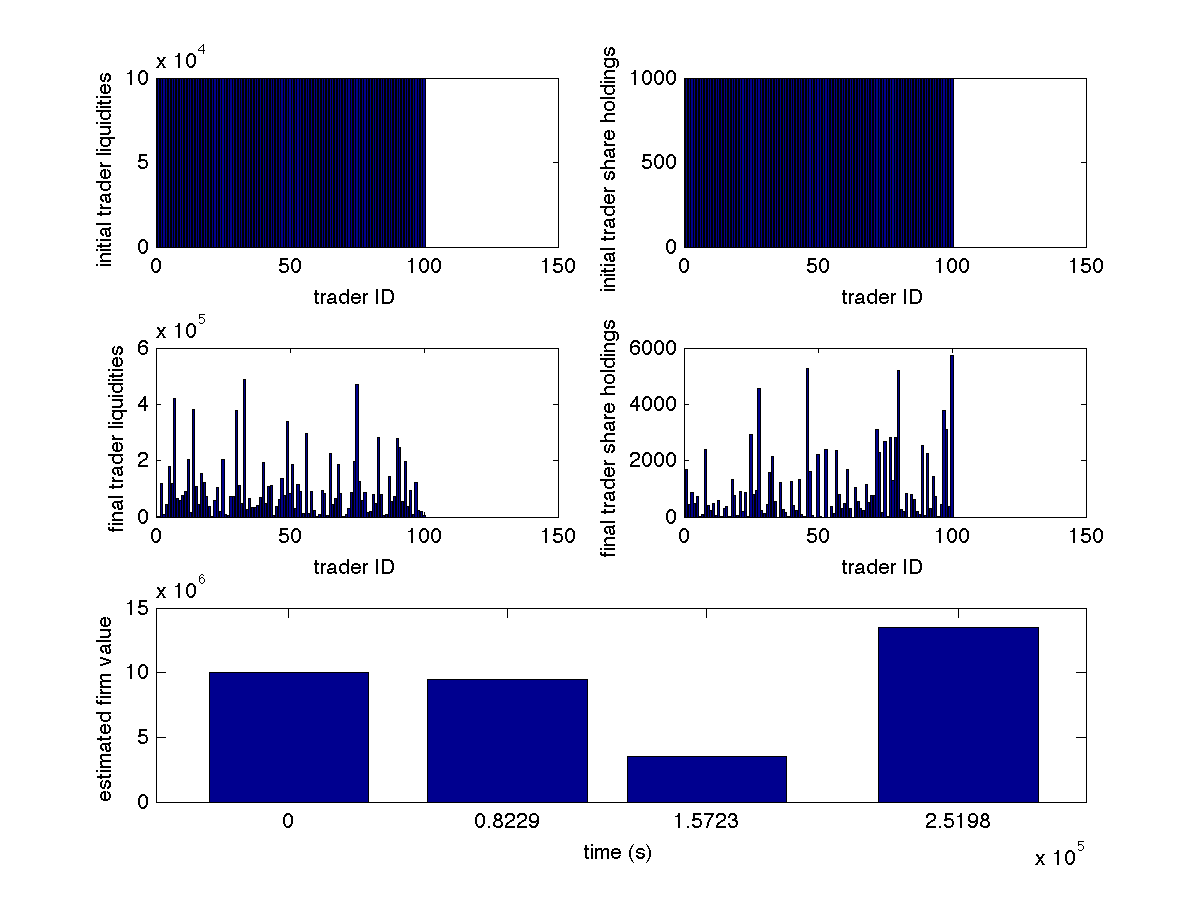 x 10^4
10
5
0
initial trader liquidities
0 50 100 150
trader ID
1000
500
0
initial trader share holdings
0 50 100 150
trader ID
x 10^5
6
4
2
0
final trader liquidities
0 50 100 150
trader ID
6000
4000
2000
0
final trader share holdings
0 50 100 150
trader ID
x 10^6
15
10
5
0
estimated firm value
0 0.8229 1.5723 2.5198
time (s)
x 10^5